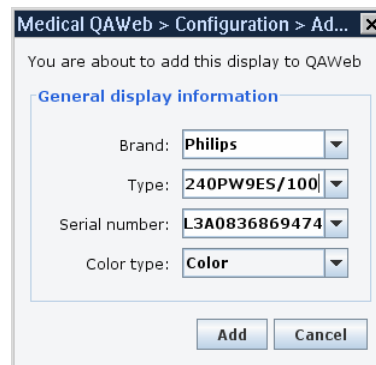 Medical QAWeb > Configuration > Ad...
You are about to add this display to QAWeb
General display information
Brand: Philips
Type: 240PW9ES/100
Serial number: L3A0836869474
Color type: Color
Add Cancel